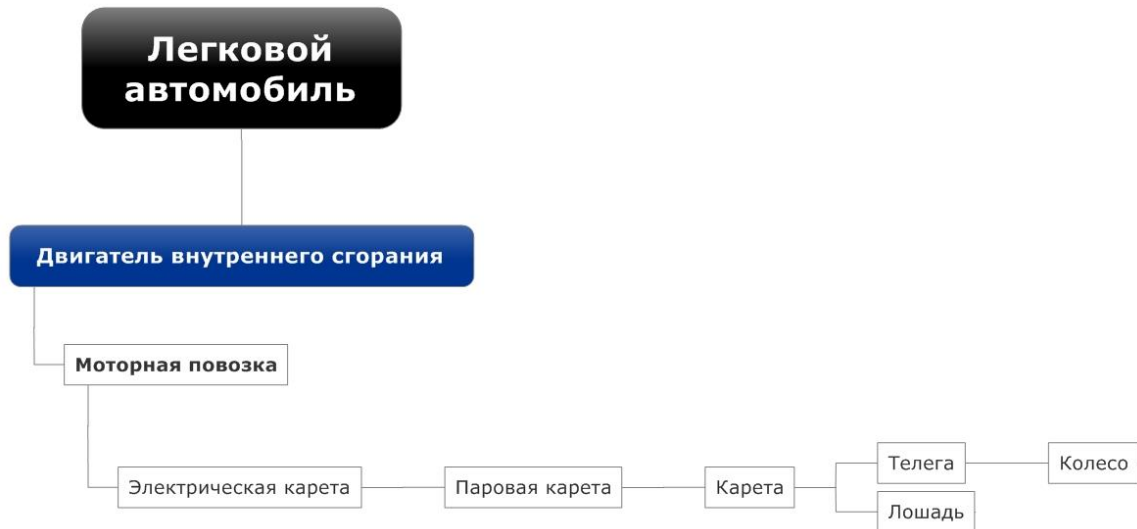 Легковой
автомобиль
Двигатель внутреннего сгорания
Моторная повозка
Электрическая карета
Паровая карета
Карета
Телега
Колесо
Лошадь